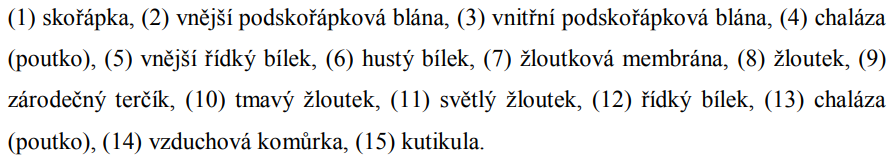 (1) skořápka, (2) vnější podskořápková blána, (3) vnitřní podskořápková blána, (4) chaláza
(poutko), (5) vnější řídký bílek, (6) hustý bílek, (7) žloutková membrána, (8) žloutek, (9)
zárodečný terčík, (10) tmavý žloutek, (11) světlý žloutek, (12) řídký bílek, (13) chaláza
(poutko), (14) vzduchová komůrka, (15) kutikula.